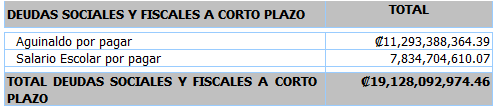 DEUDAS SOCIALES Y FISCALES A CORTO PLAZO TOTAL
Aguinaldo por pagar ₡11,293,388,364.39
Salario Escolar por pagar 7,834,704,610.07
TOTAL DEUDAS SOCIALES Y FISCALES A CORTO ₡19,128,092,974.46
PLAZO